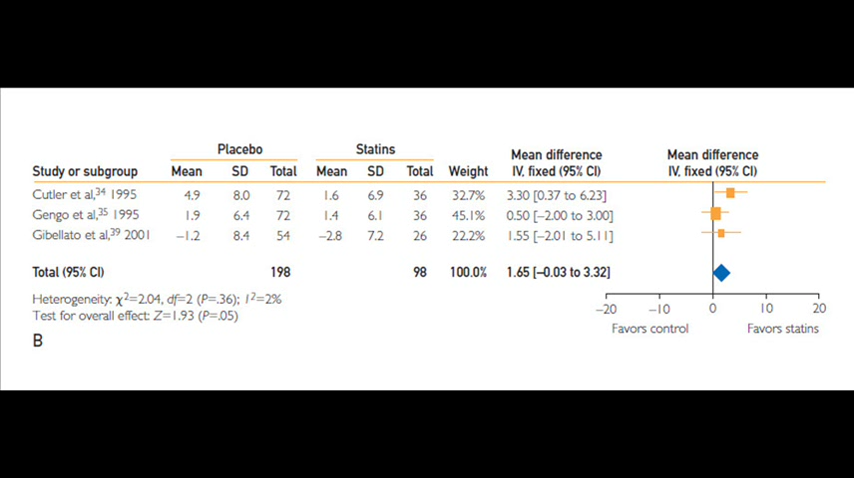 Placebo Statins Mean difference Mean difference
Study or subgroup Mean SD Total Mean SD Total Weight IV, fixed (95% CI) IV, fixed (95% CI)
Cutler et al,34 1995 4.9 8.0 72 1.6 6.9 36 32.7% 3.30 [0.37 to 6.23]
Gengo et al,35 1995 1.9 6.4 72 1.4 6.1 36 45.1% 0.50 [−2.00 to 3.00]
Gibellato et al,39 2001 −1.2 8.4 54 −2.8 7.2 26 22.2% 1.55 [−2.01 to 5.11]
Total (95% CI) 198 98 100.0% 1.65 [−0.03 to 3.32]
Heterogeneity: χ2=2.04, df=2 (P=.36); I2=2%
Test for overall effect: Z=1.93 (P=.05)
−20 −10 0 10 20
Favors control Favors statins
B